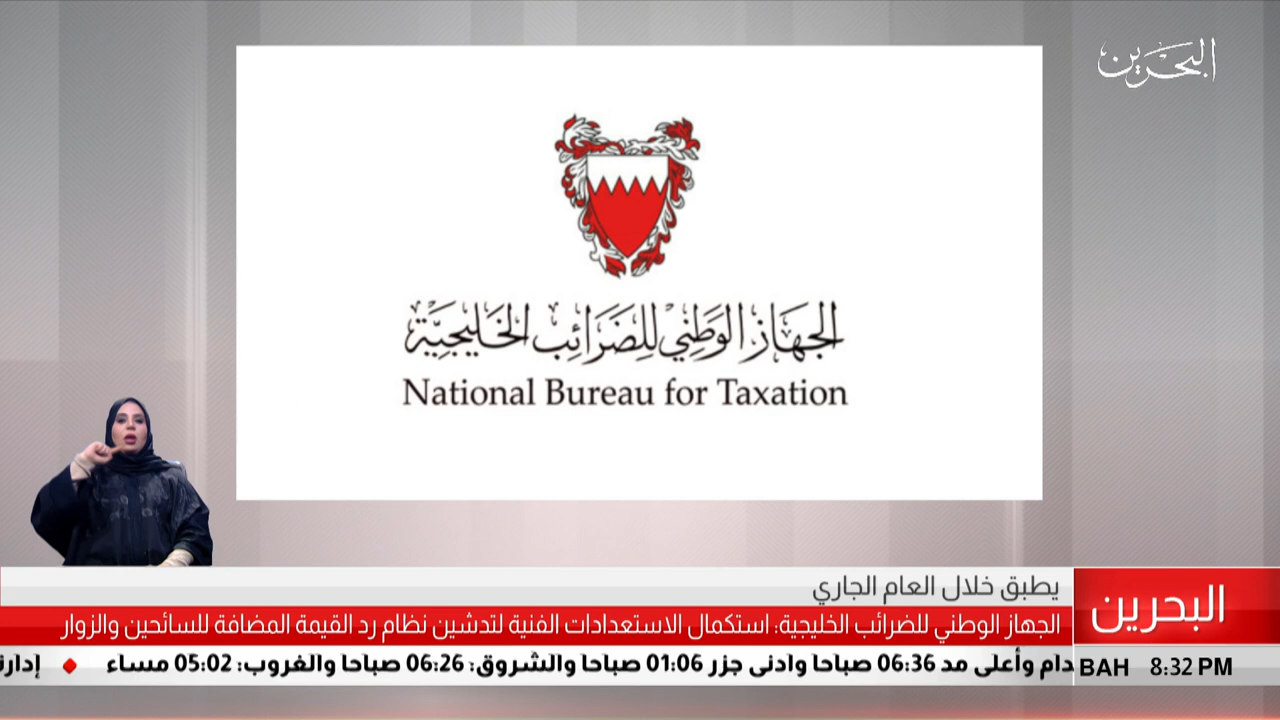 البحرين
الجهاز الوطني للضرائب الخليجية
National Bureau for Taxation
يطبق خلال العام الجاري
البحرين
الجهاز الوطني للضرائب الخليجية: استكمال الاستعدادات الفنية لتدشين نظام رد القيمة المضافة للسائحين والزوار
وأعلى مد 06:36 صباحا وادنى جزر 01:06 صباحا والشروق: 06:26 صباحا والغروب: 05:02 مساء
BAH 8:32 PM